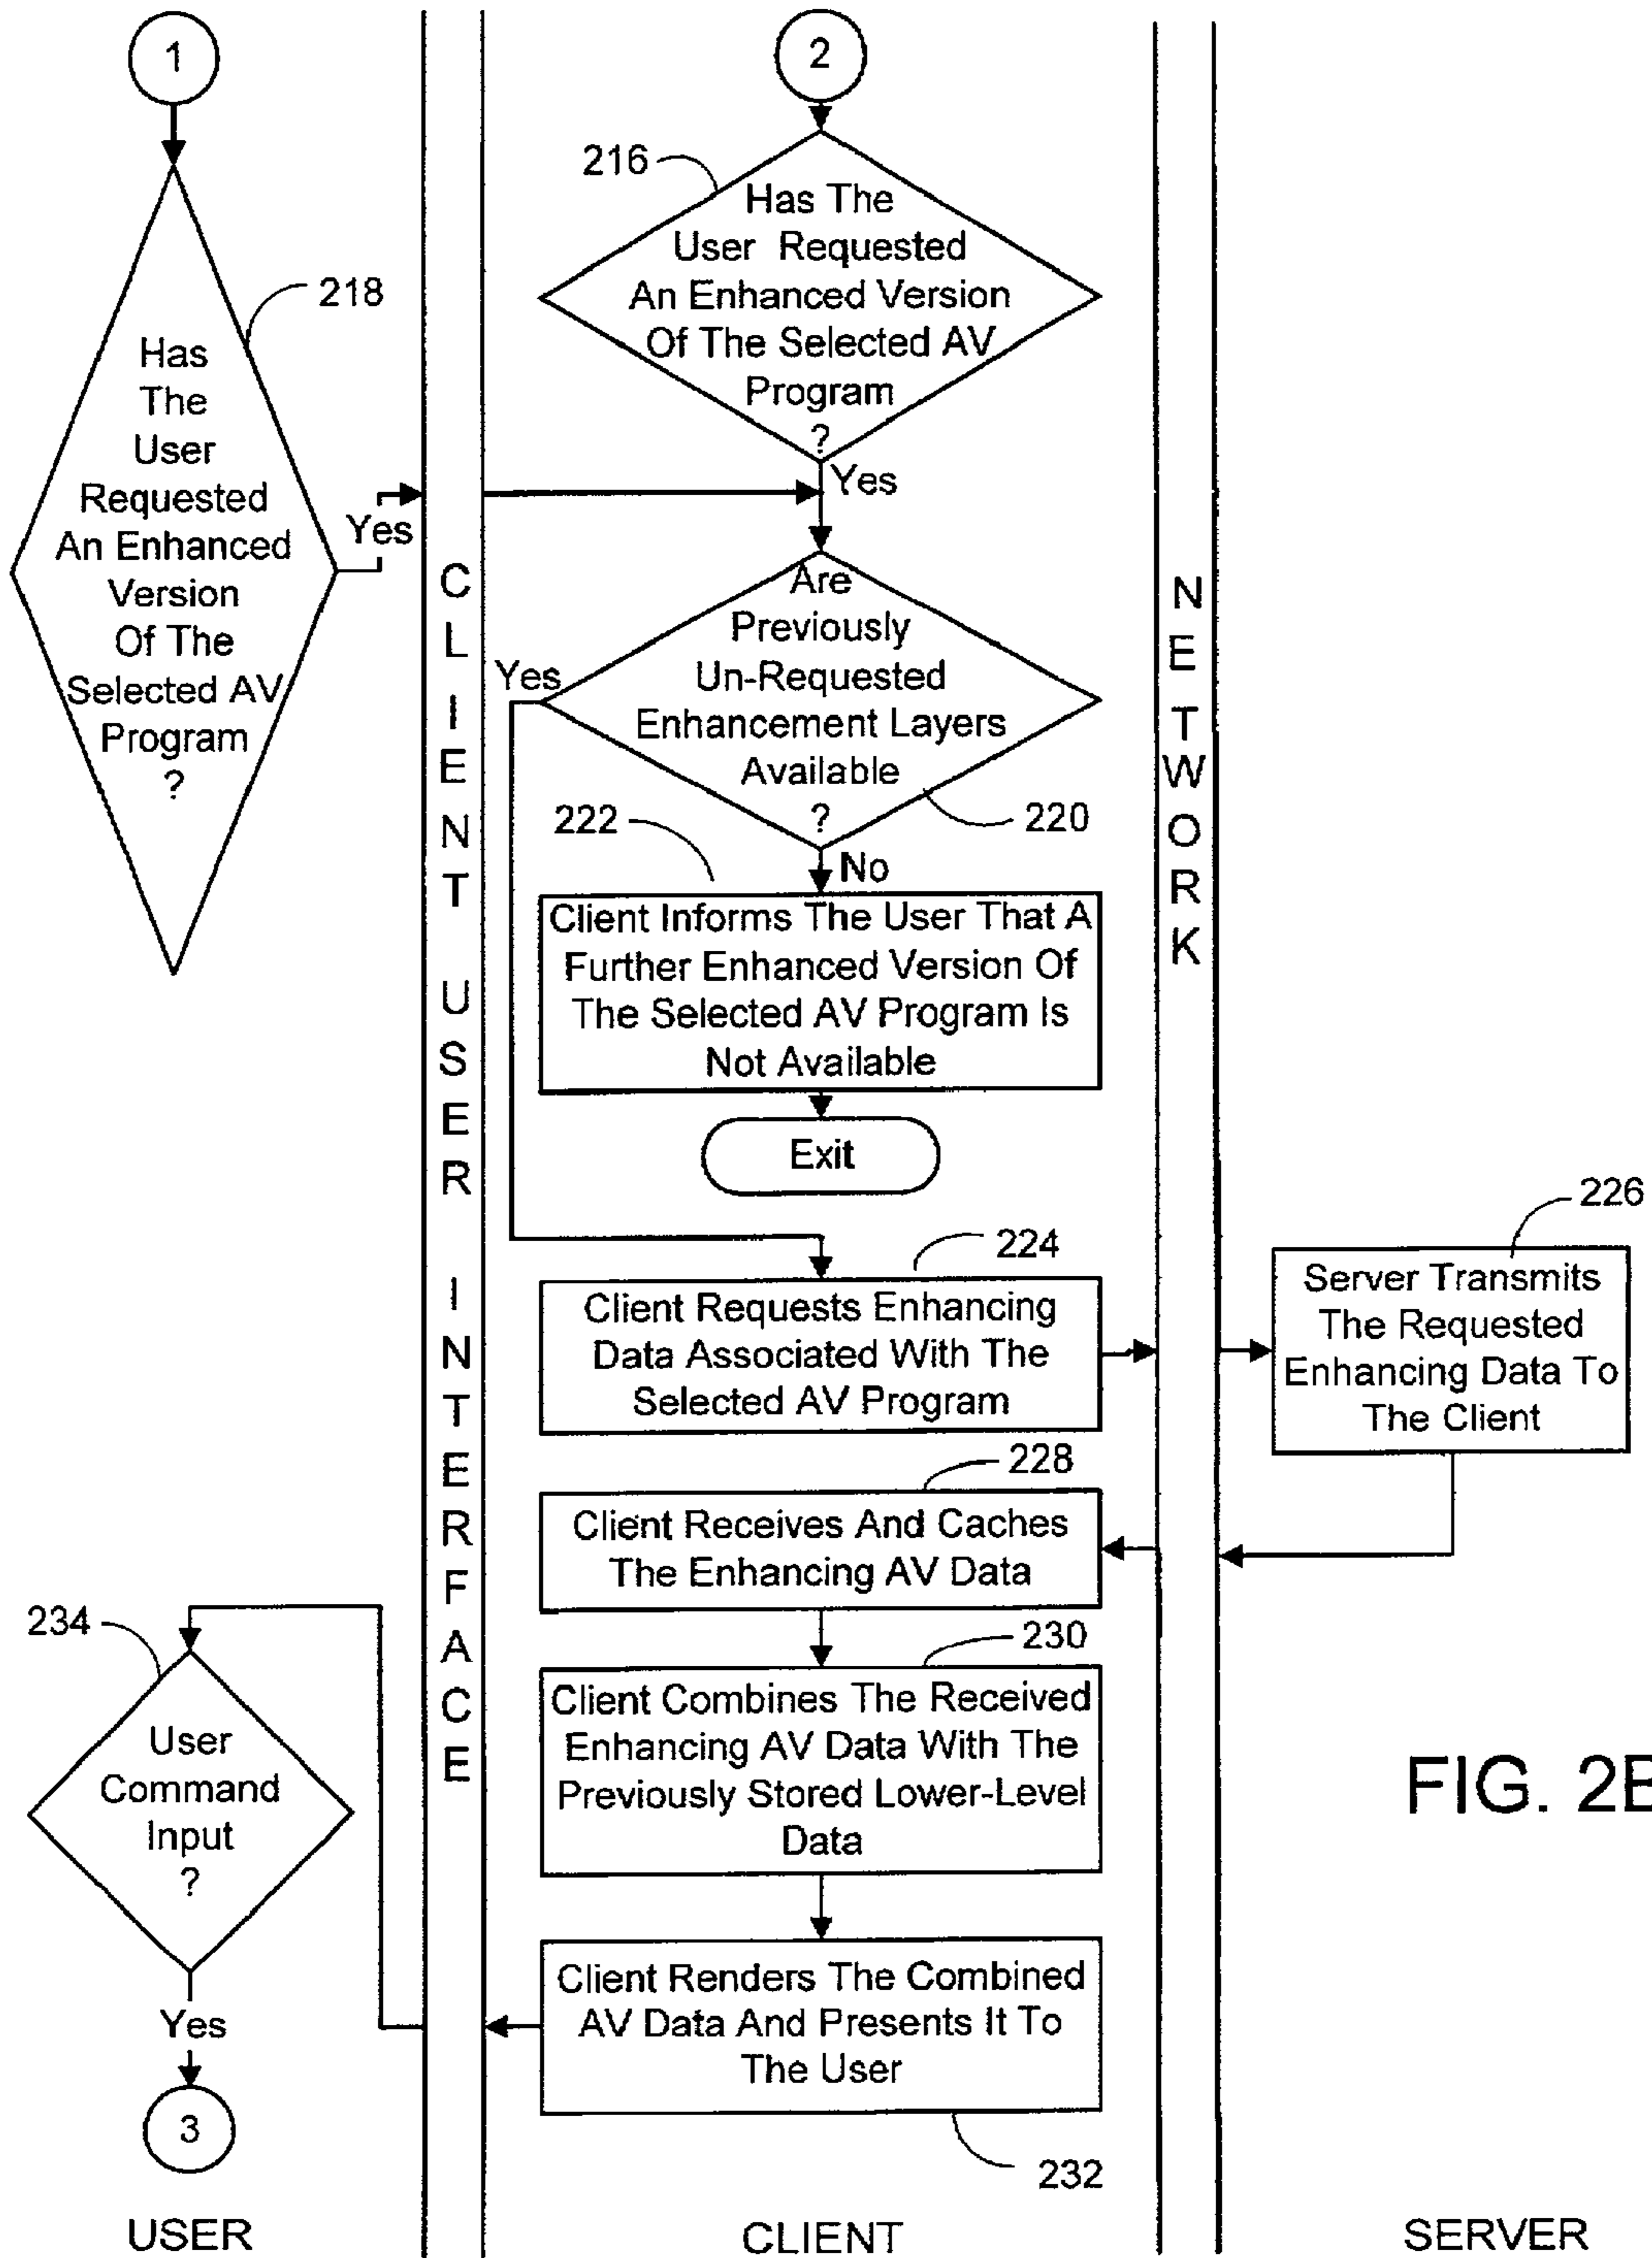 1
2
216
Has The
User Requested
An Enhanced Version
Of The Selected AV
Program
?
Yes
218
Has
The
User
Requested
An Enhanced
Version
Of The
Selected AV
Program
?
Yes
CLIENT USER INTERFACE
NETWORK
Are
Previously
Un-Requested
Enhancement Layers
Available
?
Yes
220
222
No
Client Informs The User That A
Further Enhanced Version Of
The Selected AV Program Is
Not Available
Exit
224
Client Requests Enhancing
Data Associated With The
Selected AV Program
226
Server Transmits
The Requested
Enhancing Data To
The Client
228
Client Receives And Caches
The Enhancing AV Data
230
Client Combines The Received
Enhancing AV Data With The
Previously Stored Lower-Level
Data
Client Renders The Combined
AV Data And Presents It To
The User
232
234
User
Command
Input
?
Yes
3
FIG. 2B
USER
CLIENT
SERVER